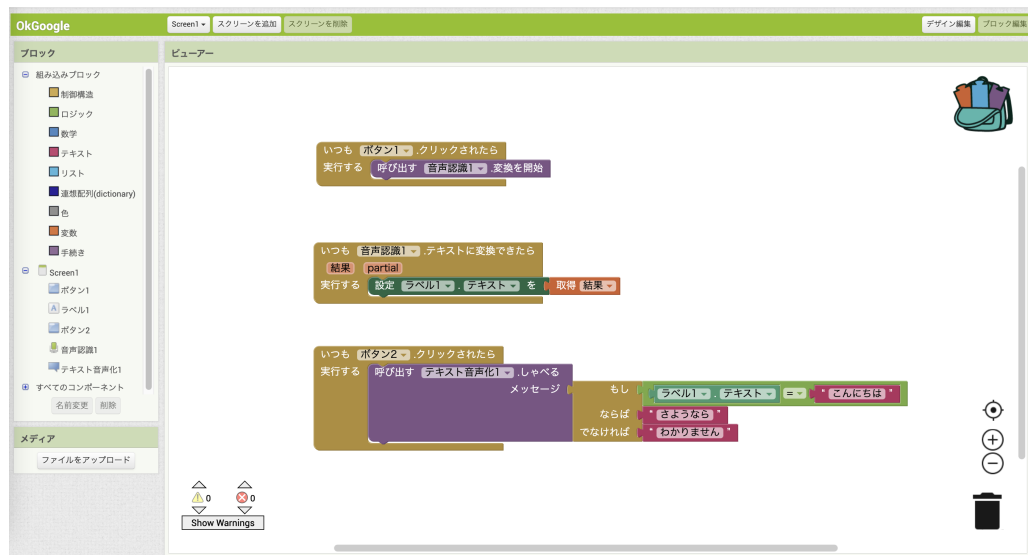 OkGoogle
Screen1 スクリーンを追加 スクリーンを削除 デザイン編集 ブロック編集
ブロック
組み込みブロック
制御構造
ロジック
数学
テキスト
リスト
連想配列(dictionary)
色
変数
手続き
Screen1
ボタン1
A ラベル1
ボタン2
音声認識1
テキスト音声化1
すべてのコンポーネント
名前変更 削除
メディア
ファイルをアップロード
ビューアー
いつも ボタン1 .クリックされたら
実行する 呼び出す 音声認識1 .変換を開始
いつも 音声認識1 .テキストに変換できたら
結果 partial
実行する 設定 ラベル1 . テキスト を 取得 結果
いつも ボタン2 .クリックされたら
実行する 呼び出す テキスト音声化1 .しゃべる
メッセージ もし ラベル1 . テキスト = "こんにちは"
ならば "さようなら"
でなければ "わかりません"
0 0
Show Warnings